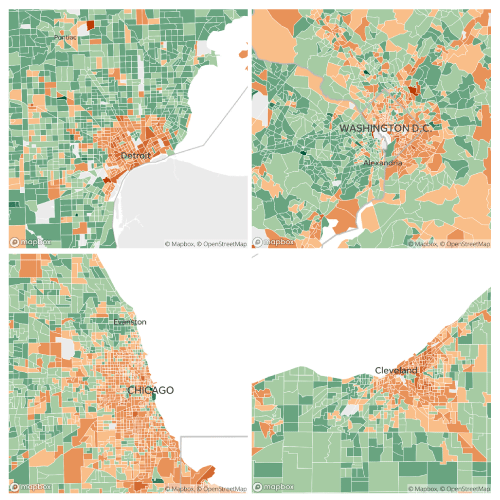 Pontiac
Detroit
mapbox
© Mapbox, © OpenStreetMap
WASHINGTON D.C.
Alexandria
mapbox
© Mapbox, © OpenStreetMap
Evanston
CHICAGO
mapbox
© Mapbox, © OpenStreetMap
Cleveland
mapbox
© Mapbox, © OpenStreetMap